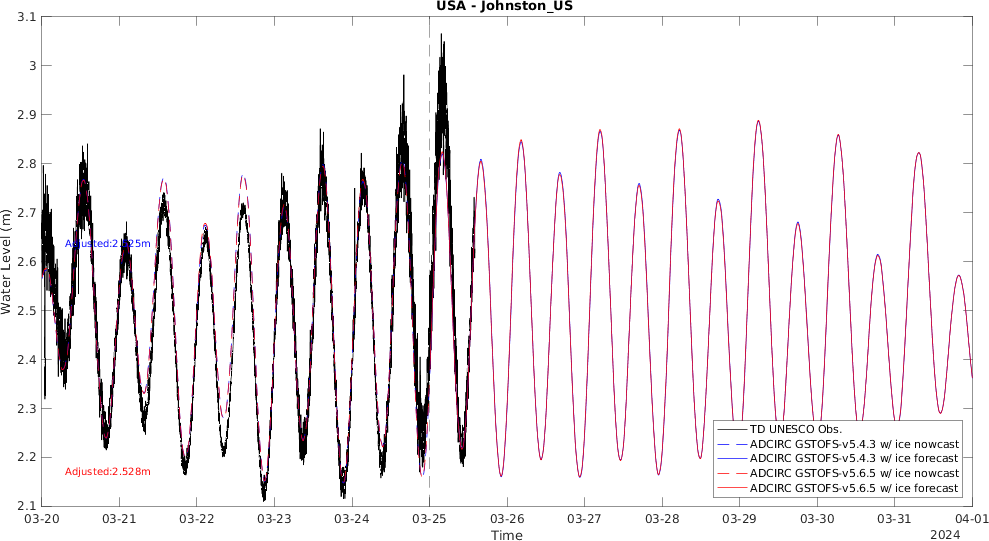 USA - Johnston_US
3.1
3
2.9
2.8
2.7
2.6
2.5
2.4
2.3
2.2
2.1
Water Level (m)
Adjusted:2.525m
Adjusted:2.528m
TD UNESCO Obs.
ADCIRC GSTOFS-v5.4.3 w/ ice nowcast
ADCIRC GSTOFS-v5.4.3 w/ ice forecast
ADCIRC GSTOFS-v5.6.5 w/ ice nowcast
ADCIRC GSTOFS-v5.6.5 w/ ice forecast
03-20 03-21 03-22 03-23 03-24 03-25 03-26 03-27 03-28 03-29 03-30 03-31 04-01
Time
2024